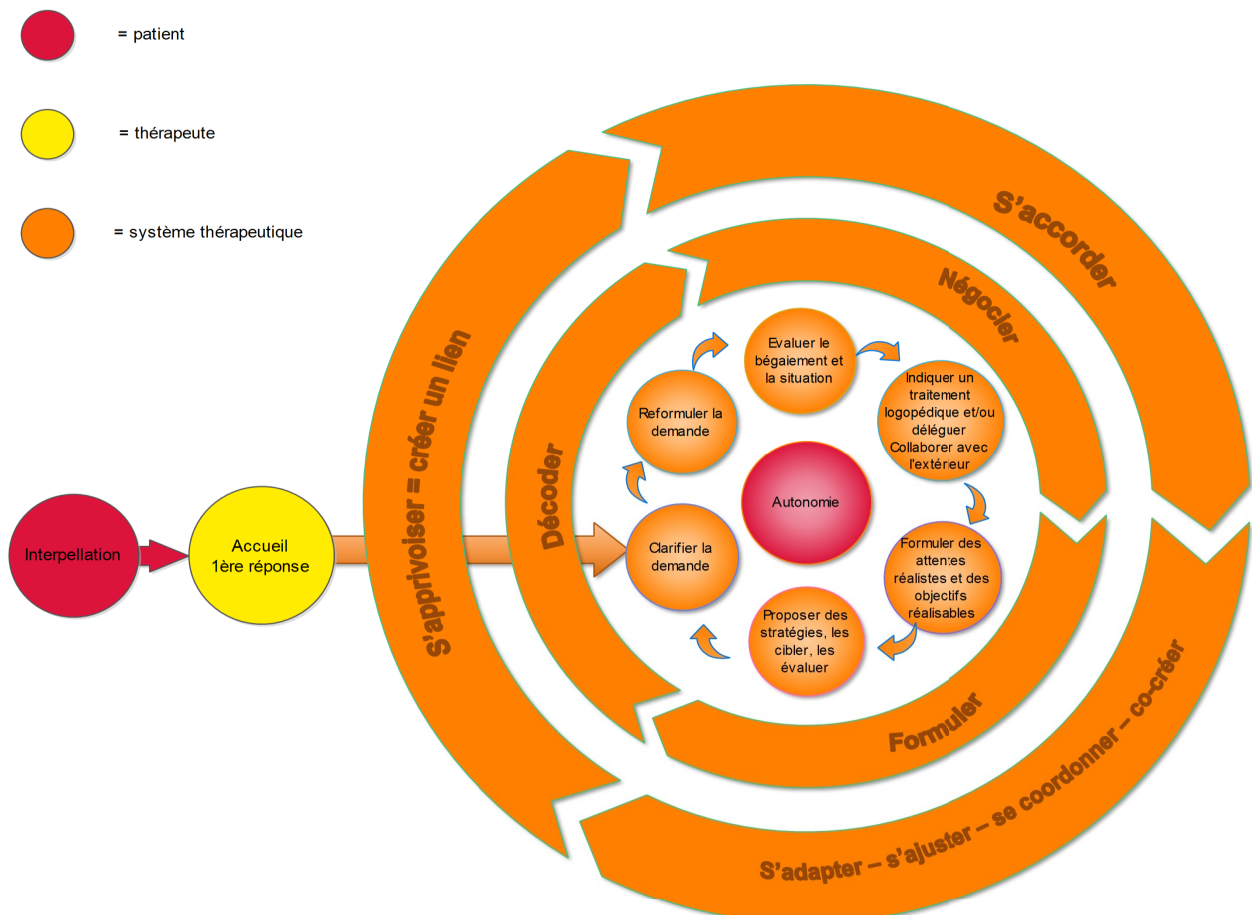 = patient
= thérapeute
= système thérapeutique
Interpellation
Accueil
1ère réponse
S'apprivoiser = créer un lien
S'accorder
S'adapter – s'ajuster – se coordonner – co-créer
Décoder
Négocier
Formuler
Clarifier la
demande
Reformuler la
demande
Evaluer le
bégaiement et
la situation
Indiquer un
traitement
logopédique et/ou
déléguer
Collaborer avec
l'extérieur
Formuler des
attentes
réalistes et des
objectifs
réalisables
Proposer des
stratégies, les
cibler, les
évaluer
Autonomie